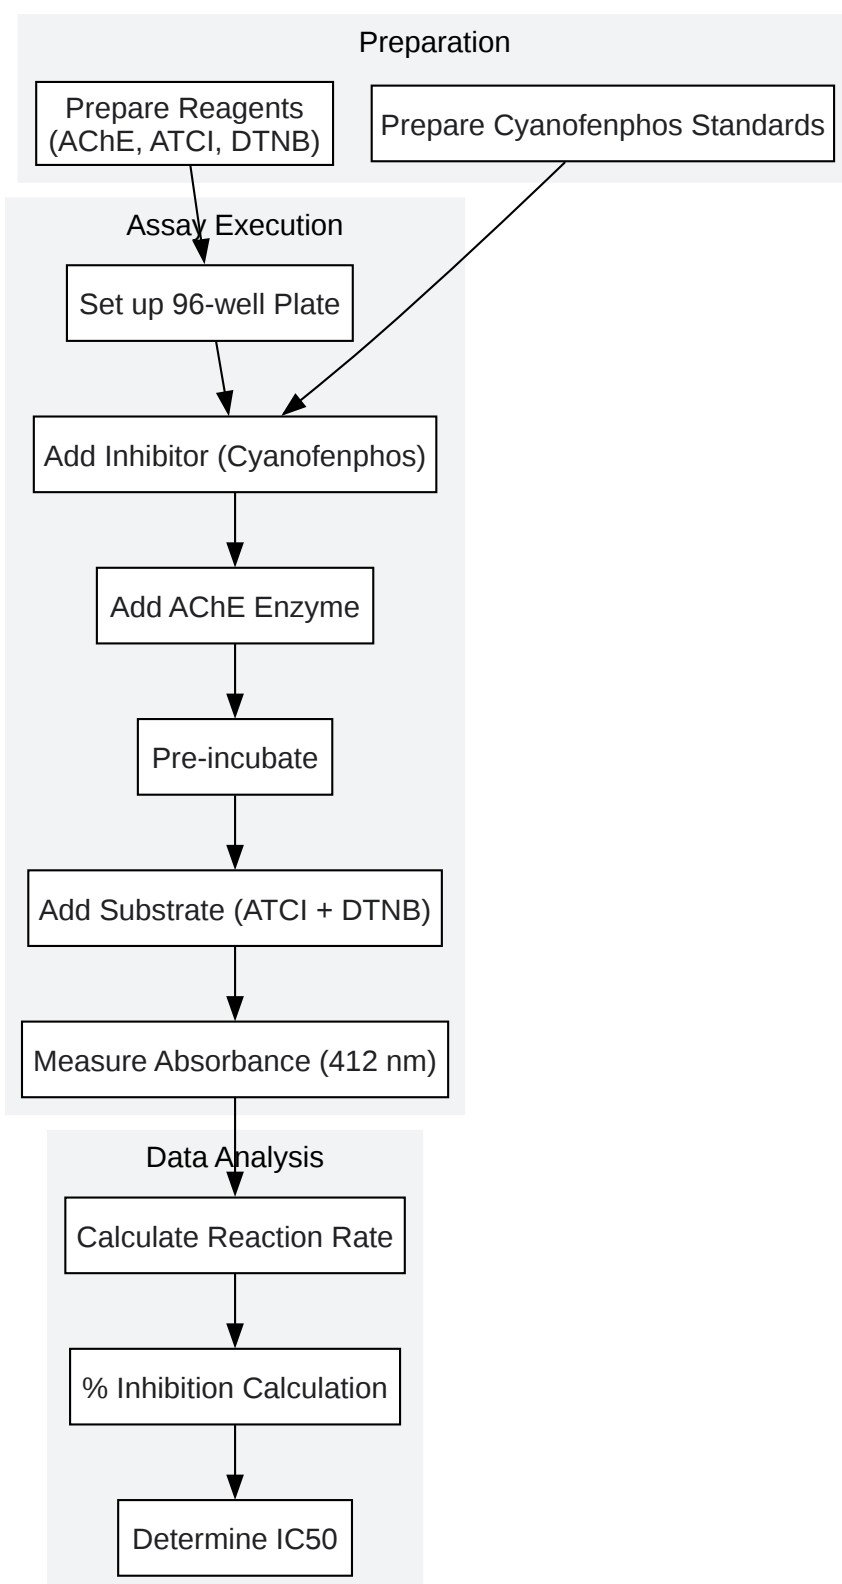 Preparation
Prepare Reagents
(AChE, ATCI, DTNB)
Prepare Cyanofenphos Standards
Assay Execution
Set up 96-well Plate
Add Inhibitor (Cyanofenphos)
Add AChE Enzyme
Pre-incubate
Add Substrate (ATCI + DTNB)
Measure Absorbance (412 nm)
Data Analysis
Calculate Reaction Rate
% Inhibition Calculation
Determine IC50